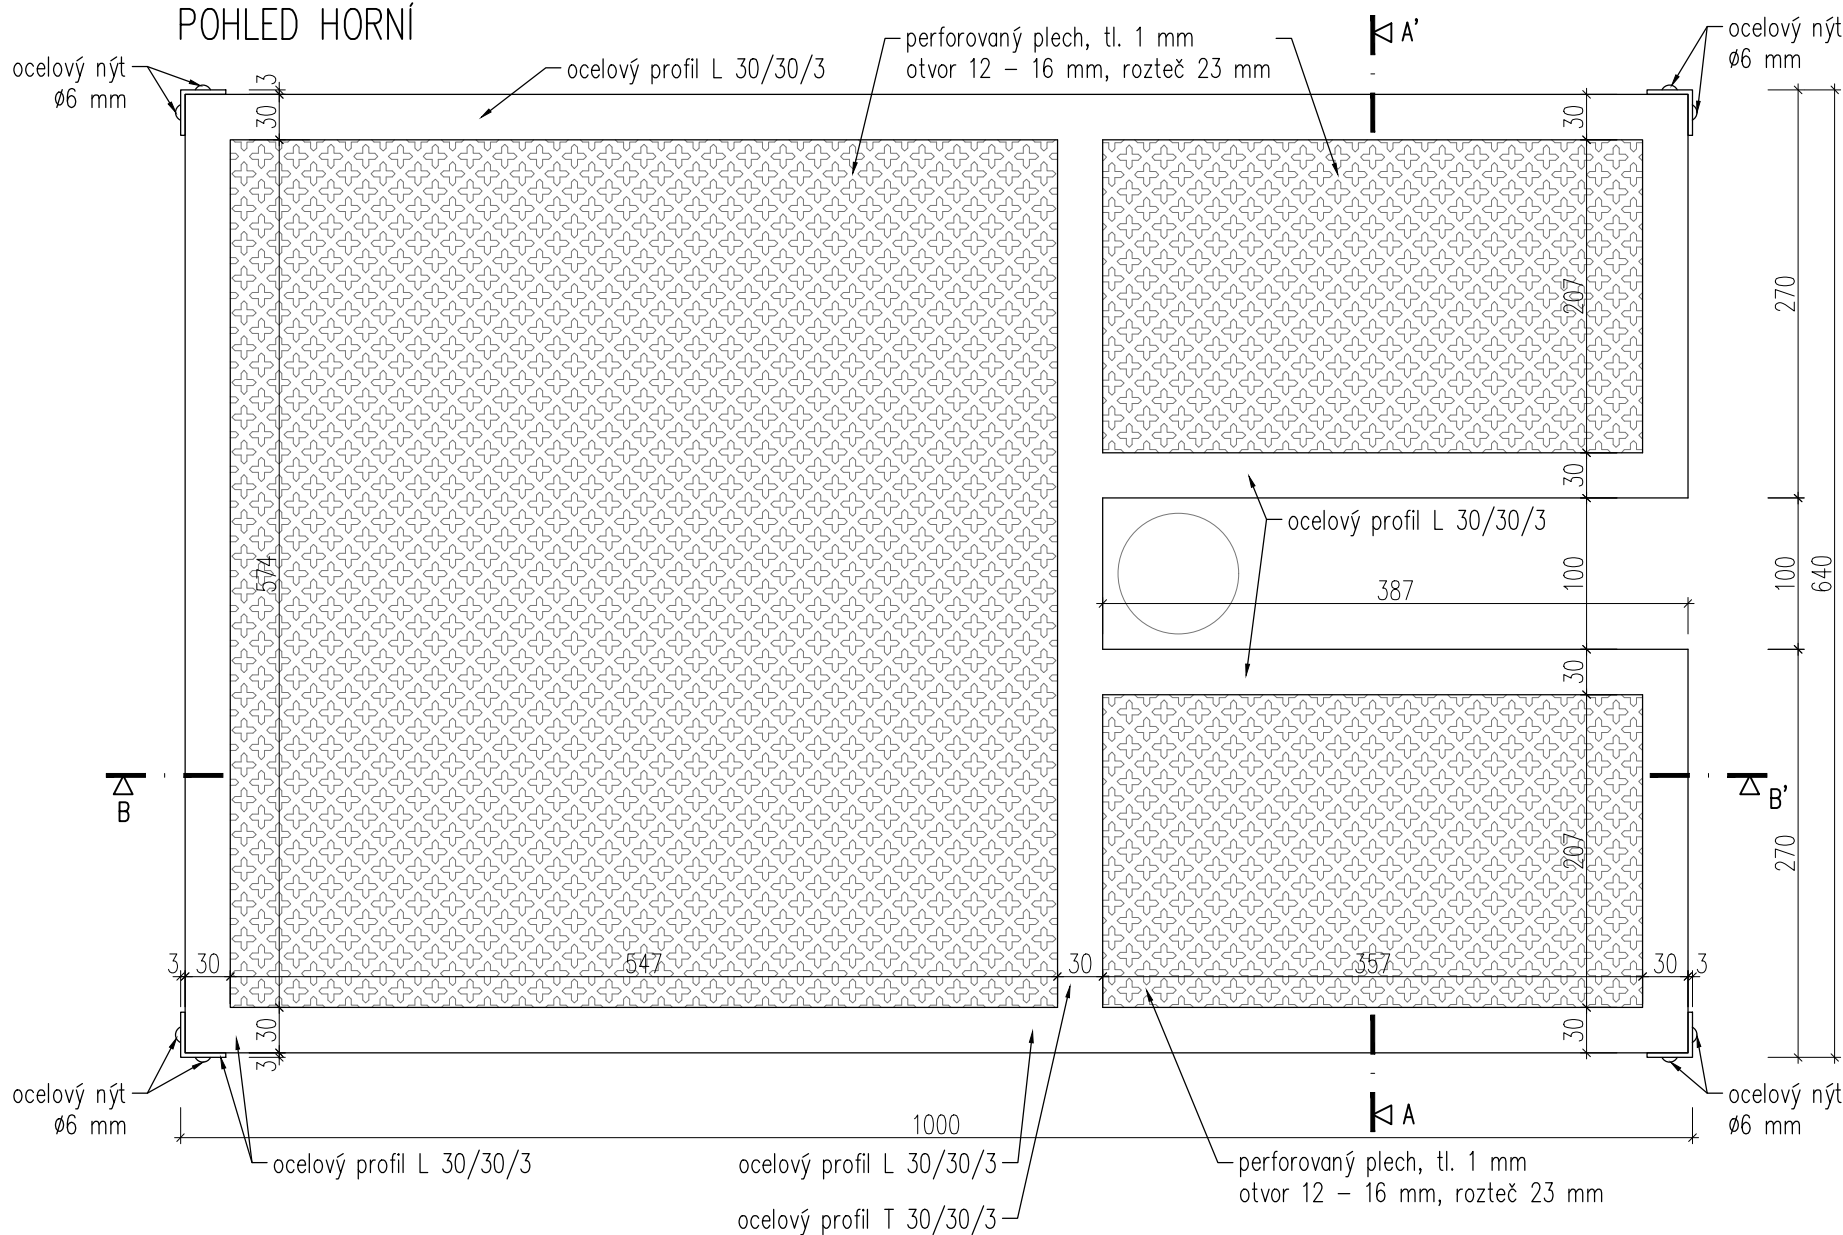 POHLED HORNÍ
ocelový nýt
ø6 mm
ocelový profil L 30/30/3
perforovaný plech, tl. 1 mm
otvor 12 – 16 mm, rozteč 23 mm
A'
ocelový nýt
ø6 mm
3
30
30
207
270
30
ocelový profil L 30/30/3
574
100
387
100
640
30
B
B'
207
270
3
30
547
30
357
30
3
30
3
30
ocelový nýt
ø6 mm
1000
A
ocelový nýt
ø6 mm
ocelový profil L 30/30/3
ocelový profil L 30/30/3
perforovaný plech, tl. 1 mm
otvor 12 – 16 mm, rozteč 23 mm
ocelový profil T 30/30/3